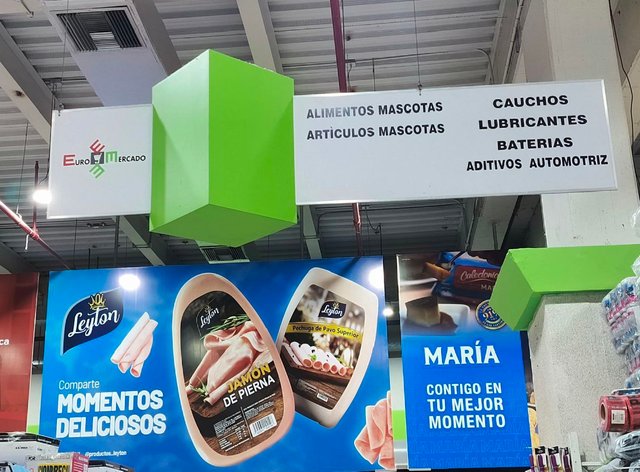 EURO MERCADO
ALIMENTOS MASCOTAS
ARTÌCULOS MASCOTAS
CAUCHOS
LUBRICANTES
BATERIAS
ADITIVOS AUTOMOTRIZ
Leyton
Comparte
MOMENTOS
DELICIOSOS
@productos_leyton
Leyton
JAMÓN
DE PIERNA
Leyton
Pechuga de Pavo Superior
MARÍA
CONTIGO EN
TU MEJOR
MOMENTO